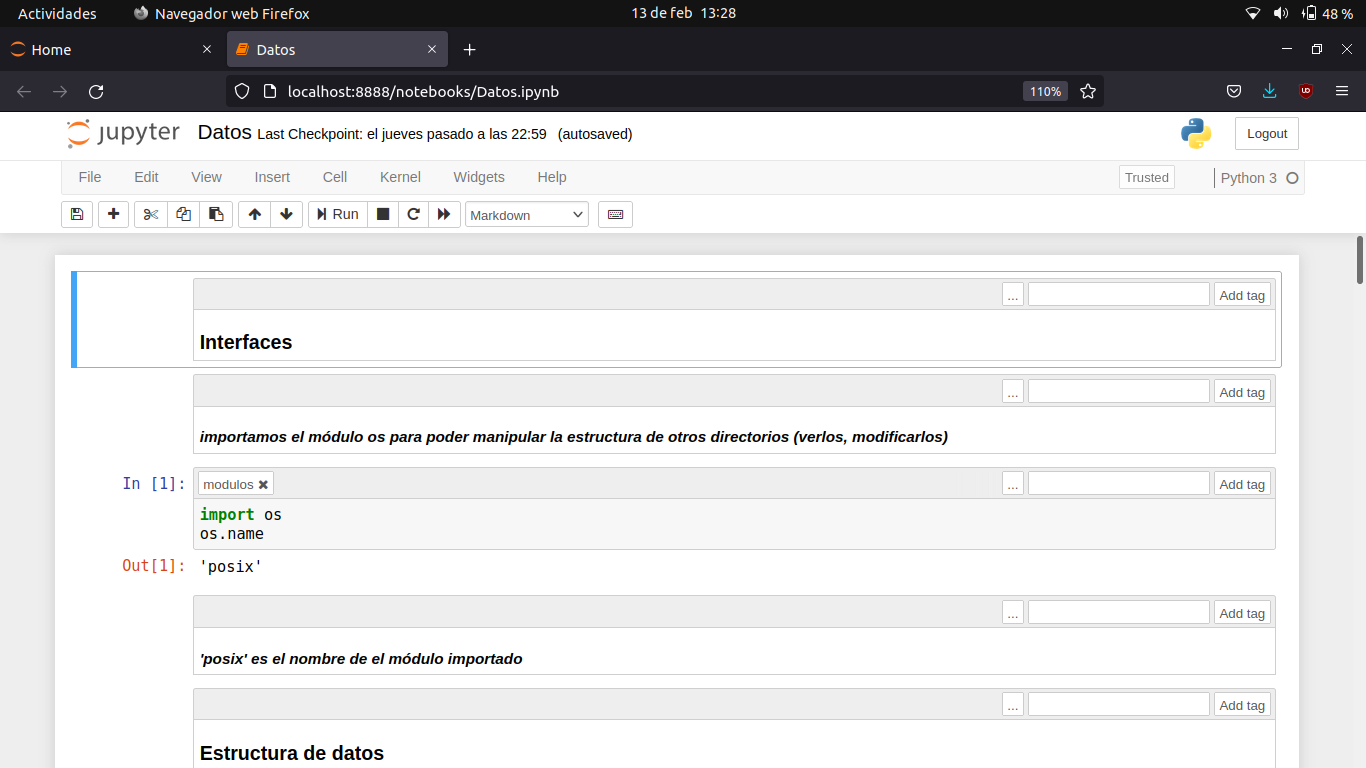 Actividades Navegador web Firefox 13 de feb 13:28 48 %
Home Datos
localhost:8888/notebooks/Datos.ipynb 110%
jupyter Datos Last Checkpoint: el jueves pasado a las 22:59 (autosaved) Logout
File Edit View Insert Cell Kernel Widgets Help Trusted Python 3
Run Markdown
... Add tag
Interfaces
... Add tag
importamos el módulo os para poder manipular la estructura de otros directorios (verlos, modificarlos)
In [1]: modulos ... Add tag
import os
os.name
Out[1]: 'posix'
... Add tag
'posix' es el nombre de el módulo importado
... Add tag
Estructura de datos